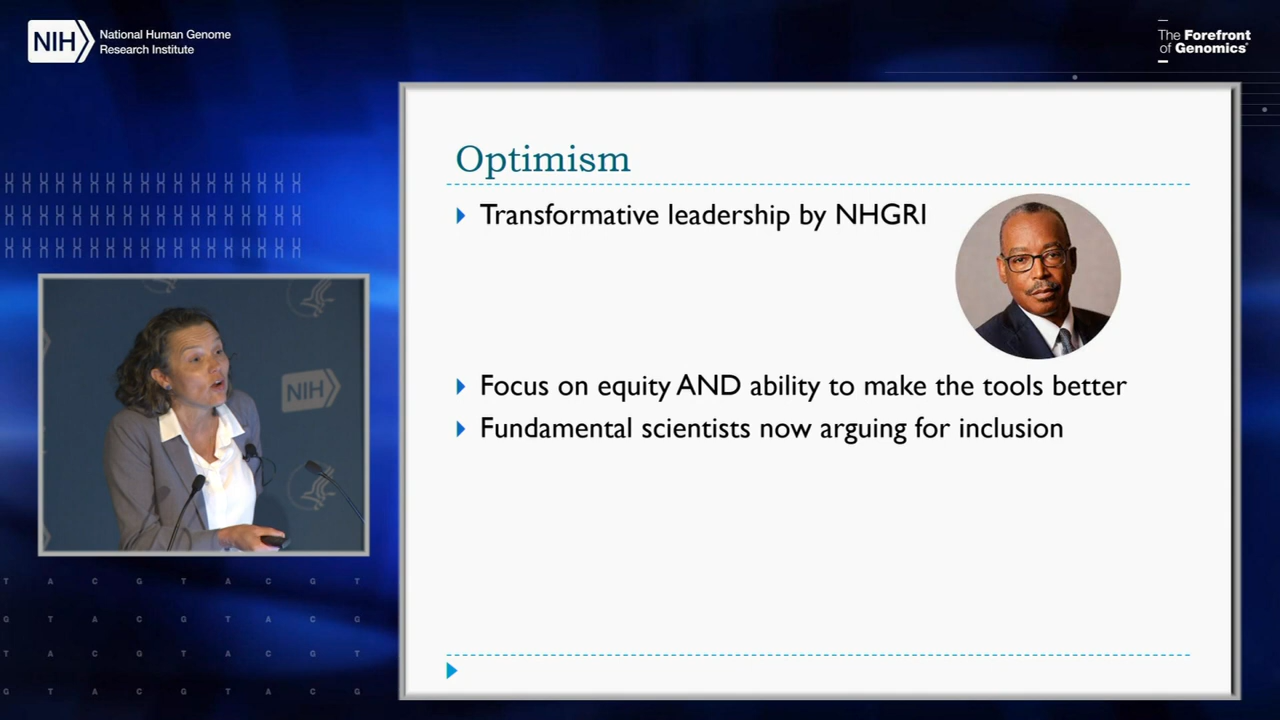 NIH
National Human Genome
Research Institute
The Forefront
of Genomics®
Optimism
Transformative leadership by NHGRI
Focus on equity AND ability to make the tools better
Fundamental scientists now arguing for inclusion
NIH
T A C G T A C G T
G T A C G T A C G
T A C G T A C G T
G T A C G T A C G